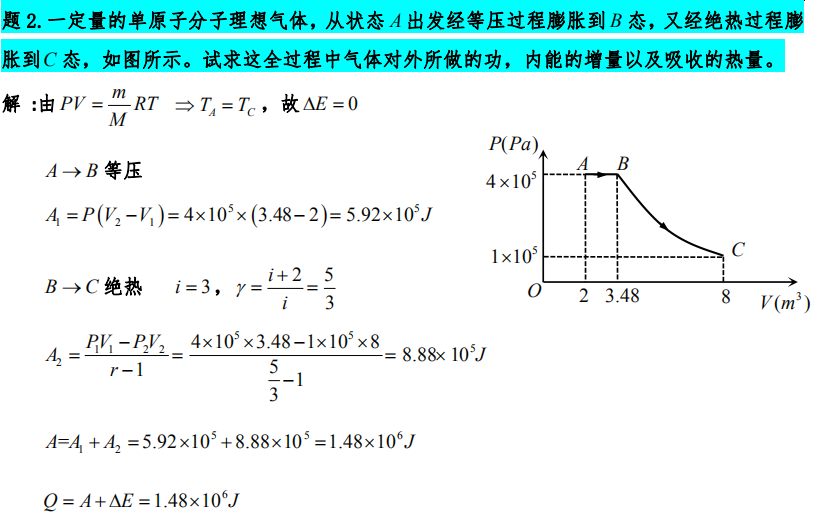 题 2. 一定量的单原子分子理想气体，从状态 A 出发经等压过程膨胀到 B 态，又经绝热过程膨
胀到 C 态，如图所示。试求这全过程中气体对外所做的功，内能的增量以及吸收的热量。
解 :由 PV = \frac{m}{M} RT ⇒ T_A = T_C ，故 ΔE = 0
A → B 等压
A_1 = P(V_2 − V_1) = 4×10^5 × (3.48 − 2) = 5.92×10^5 J
B → C 绝热 i = 3 ，γ = \frac{i+2}{i} = \frac{5}{3}
A_2 = \frac{P_1V_1 − P_2V_2}{r−1} = \frac{4×10^5×3.48−1×10^5×8}{\frac{5}{3}−1} = 8.88×10^5 J
A=A_1 + A_2 = 5.92×10^5 + 8.88×10^5 = 1.48×10^6 J
Q = A + ΔE = 1.48×10^6 J
P(Pa)
A B
4×10^5
1×10^5
C
O 2 3.48 8 V(m^3)